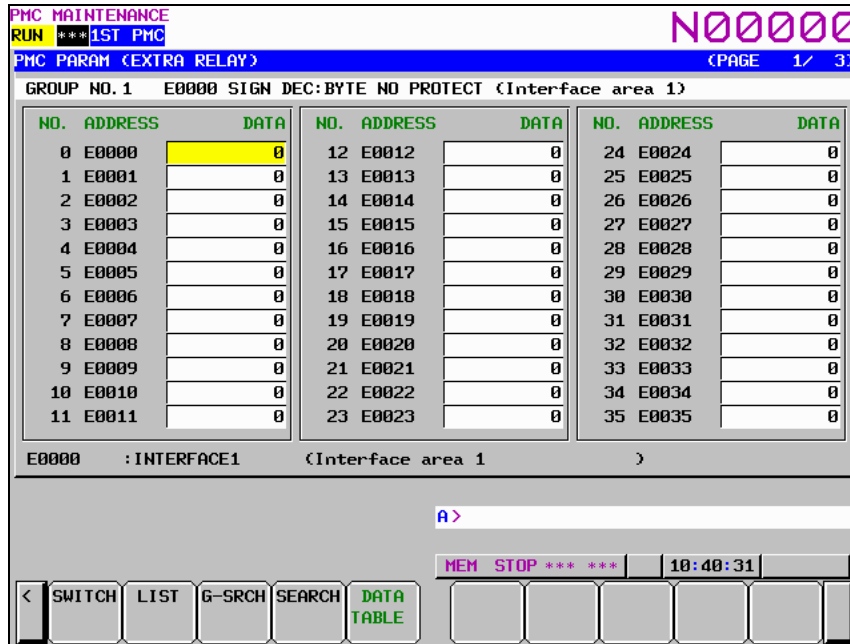 PMC MAINTENANCE
N00000
RUN ***1ST PMC
PMC PARAM (EXTRA RELAY) (PAGE 1/ 3)
GROUP NO.1 E0000 SIGN DEC:BYTE NO PROTECT (Interface area 1)
NO. ADDRESS DATA NO. ADDRESS DATA NO. ADDRESS DATA
0 E0000 0 12 E0012 0 24 E0024 0
1 E0001 0 13 E0013 0 25 E0025 0
2 E0002 0 14 E0014 0 26 E0026 0
3 E0003 0 15 E0015 0 27 E0027 0
4 E0004 0 16 E0016 0 28 E0028 0
5 E0005 0 17 E0017 0 29 E0029 0
6 E0006 0 18 E0018 0 30 E0030 0
7 E0007 0 19 E0019 0 31 E0031 0
8 E0008 0 20 E0020 0 32 E0032 0
9 E0009 0 21 E0021 0 33 E0033 0
10 E0010 0 22 E0022 0 34 E0034 0
11 E0011 0 23 E0023 0 35 E0035 0
E0000 :INTERFACE1 (Interface area 1 )
A>
MEM STOP *** *** 10:40:31
< SWITCH LIST G-SRCH SEARCH DATA
TABLE